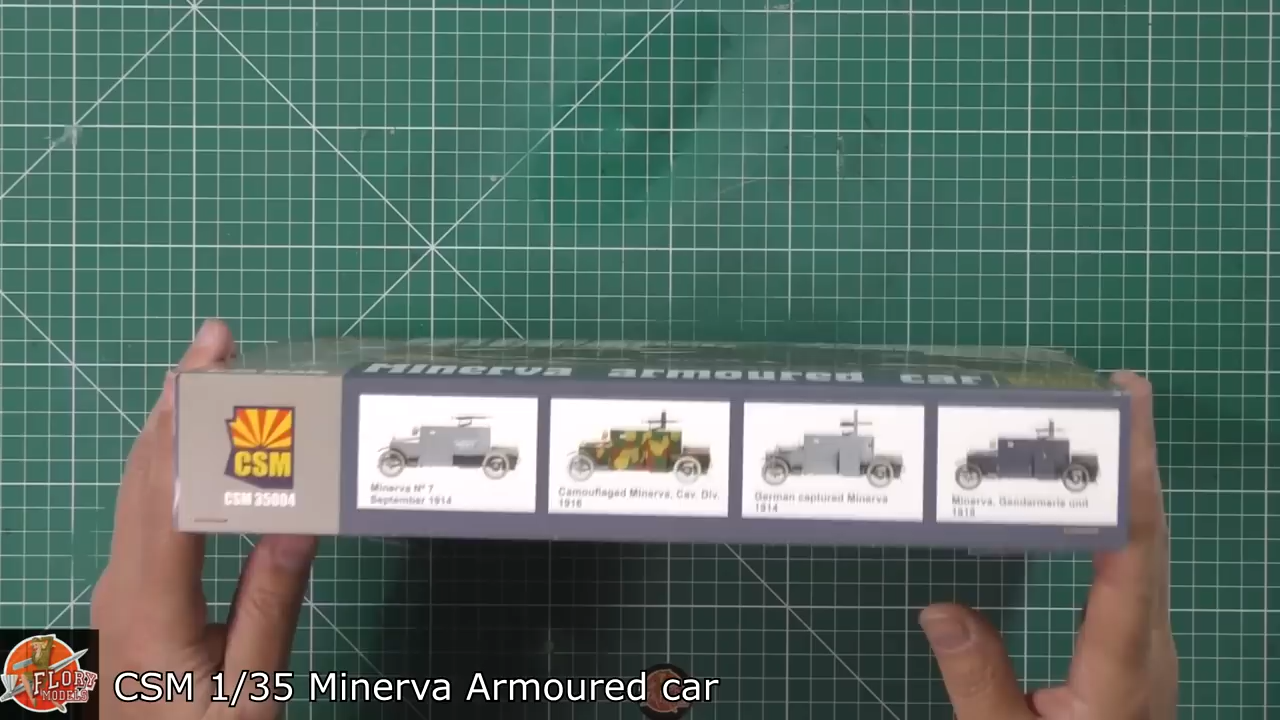 Minerva armoured car
CSM
CSM 35004
Minerva Nº 7
September 1914
Camouflaged Minerva, Cav. Div.
1916
German captured Minerva
1914
Minerva, Gendarmerie unit
1918
FLORY
MODELS
CSM 1/35 Minerva Armoured car